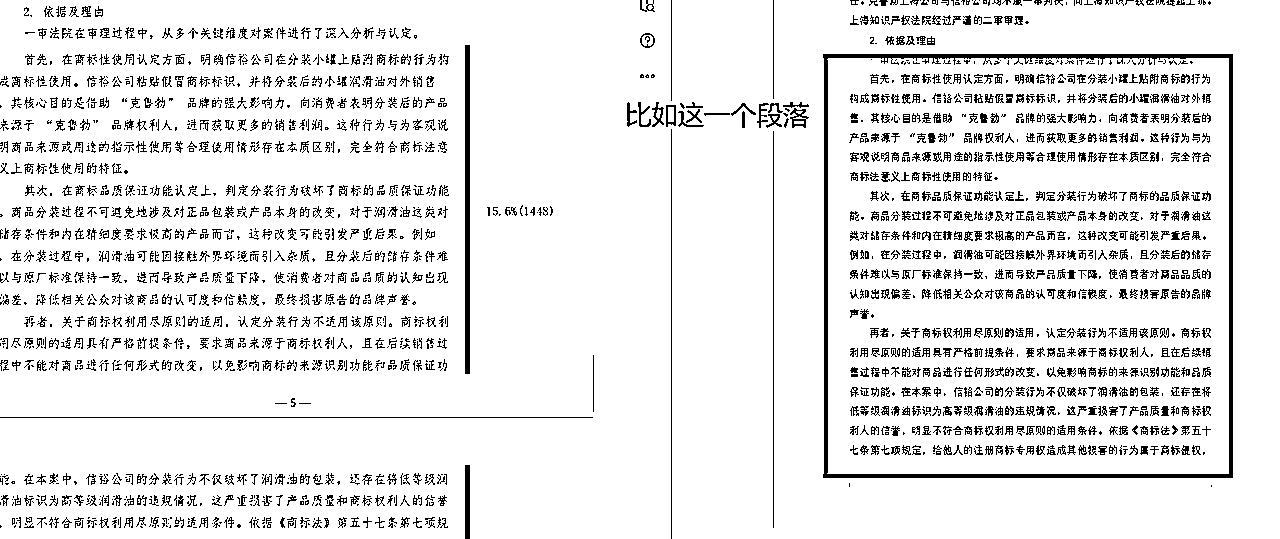 2. 依据及理由
一审法院在审理过程中，从多个关键维度对案件进行了深入分析与认定。
首先，在商标性使用认定方面，明确信裕公司在分装小罐上贴附商标的行为构
成商标性使用。信裕公司粘贴假冒商标标识，并将分装后的小罐润滑油对外销售
，其核心目的是借助“克鲁勃”品牌的强大影响力，向消费者表明分装后的产品
来源于“克鲁勃”品牌权利人，进而获取更多的销售利润。这种行为与为客观说
明商品来源或用途的指示性使用等合理使用情形存在本质区别，完全符合商标法意
义上商标性使用的特征。
其次，在商标品质保证功能认定上，判定分装行为破坏了商标的品质保证功能
。商品分装过程不可避免地涉及对正品包装或产品本身的改变，对于润滑油这类对
储存条件和内在精细度要求极高的产品而言，这种改变可能引发严重后果。例如
，在分装过程中，润滑油可能因接触外界环境而引入杂质，且分装后的储存条件难
以与原厂标准保持一致，进而导致产品质量下降，使消费者对商品品质的认知出现
偏差，降低相关公众对该商品的认可度和信赖度，最终损害原告的品牌声誉。
再者，关于商标权利用尽原则的适用，认定分装行为不适用该原则。商标权利
用尽原则的适用具有严格前提条件，要求商品来源于商标权利人，且在后续销售过
程中不能对商品进行任何形式的改变，以免影响商标的来源识别功能和品质保证功
—5—
能。在本案中，信裕公司的分装行为不仅破坏了润滑油的包装，还存在将低等级润
滑油标识为高等级润滑油的违规情况，这严重损害了产品质量和商标权利人的信誉
，明显不符合商标权利用尽原则的适用条件。依据《商标法》第五十七条第七项规
15.6%(1448)
比如这一个段落
上海知识产权法院经过严谨的二审审理。
2. 依据及理由
一审法院在审理过程中，从多个关键维度对案件进行了深入分析与认定。
首先，在商标性使用认定方面，明确信裕公司在分装小罐上贴附商标的行为
构成商标性使用。信裕公司粘贴假冒商标标识，并将分装后的小罐润滑油对外销
售，其核心目的是借助“克鲁勃”品牌的强大影响力，向消费者表明分装后的
产品来源于“克鲁勃”品牌权利人，进而获取更多的销售利润。这种行为与为
客观说明商品来源或用途的指示性使用等合理使用情形存在本质区别，完全符合
商标法意义上商标性使用的特征。
其次，在商标品质保证功能认定上，判定分装行为破坏了商标的品质保证功
能。商品分装过程不可避免地涉及对正品包装或产品本身的改变，对于润滑油这
类对储存条件和内在精细度要求极高的产品而言，这种改变可能引发严重后果。
例如，在分装过程中，润滑油可能因接触外界环境而引入杂质，且分装后的储存
条件难以与原厂标准保持一致，进而导致产品质量下降，使消费者对商品品质的
认知出现偏差，降低相关公众对该商品的认可度和信赖度，最终损害原告的品牌
声誉。
再者，关于商标权利用尽原则的适用，认定分装行为不适用该原则。商标权
利用尽原则的适用具有严格前提条件，要求商品来源于商标权利人，且在后续销
售过程中不能对商品进行任何形式的改变，以免影响商标的来源识别功能和品质
保证功能。在本案中，信裕公司的分装行为不仅破坏了润滑油的包装，还存在将
低等级润滑油标识为高等级润滑油的违规情况，这严重损害了产品质量和商标权
利人的信誉，明显不符合商标权利用尽原则的适用条件。依据《商标法》第五十
七条第七项规定，给他人的注册商标专用权造成其他损害的行为属于商标侵权，